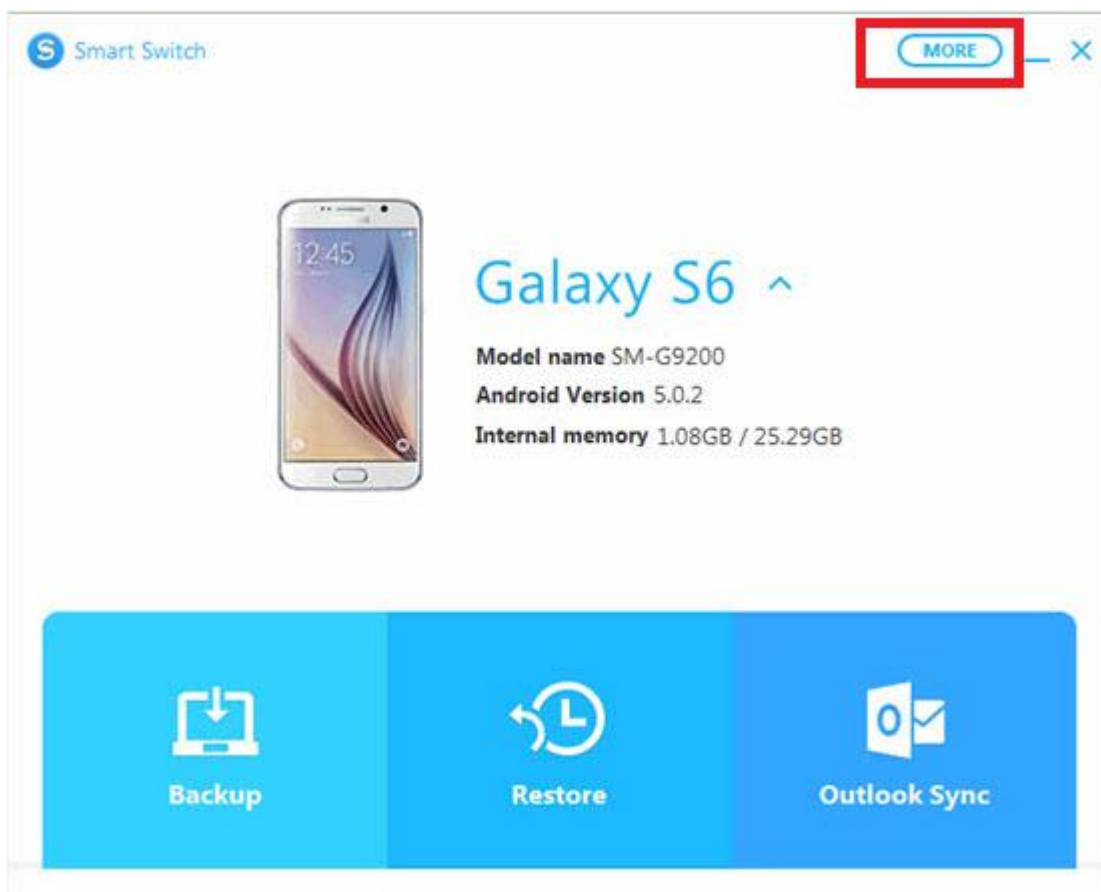 S Smart Switch
MORE
12:45
Galaxy S6
Model name SM-G9200
Android Version 5.0.2
Internal memory 1.08GB / 25.29GB
Backup
Restore
Outlook Sync